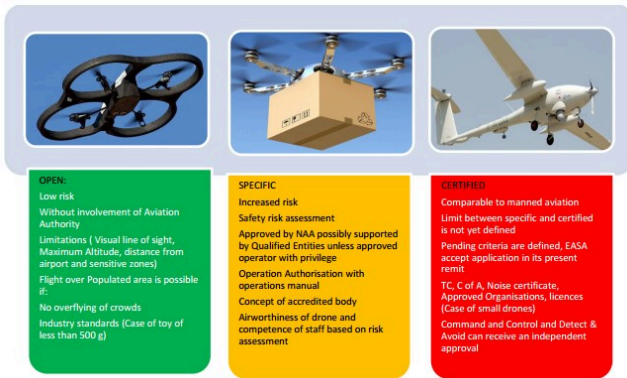 OPEN:
Low risk
Without involvement of Aviation
Authority
Limitations ( Visual line of sight,
Maximum Altitude, distance from
airport and sensitive zones)
Flight over Populated area is possible
if:
No overflying of crowds
Industry standards (Case of toy of
less than 500 g)
SPECIFIC
Increased risk
Safety risk assessment
Approved by NAA possibly supported
by Qualified Entities unless approved
operator with privilege
Operation Authorisation with
operations manual
Concept of accredited body
Airworthiness of drone and
competence of staff based on risk
assessment
CERTIFIED
Comparable to manned aviation
Limit between specific and certified
is not yet defined
Pending criteria are defined, EASA
accept application in its present
remit
TC, C of A, Noise certificate,
Approved Organisations, licences
(Case of small drones)
Command and Control and Detect &
Avoid can receive an independent
approval